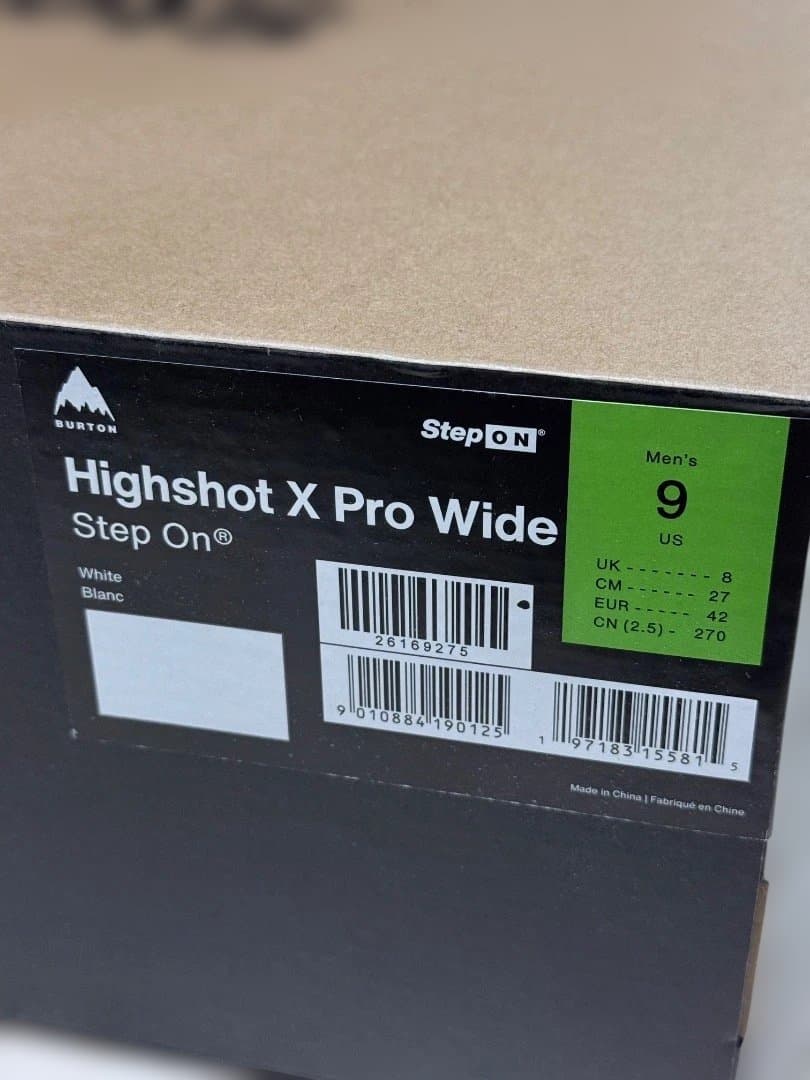 BURTON
StepON®
Highshot X Pro Wide
Step On®
White
Blanc
Men's
9
US
UK - - - - - - - 8
CM - - - - - - 27
EUR - - - - - 42
CN (2.5) - 270
26169275
9 010884 190125
1 97183 15581 5
Made in China | Fabriqué en Chine